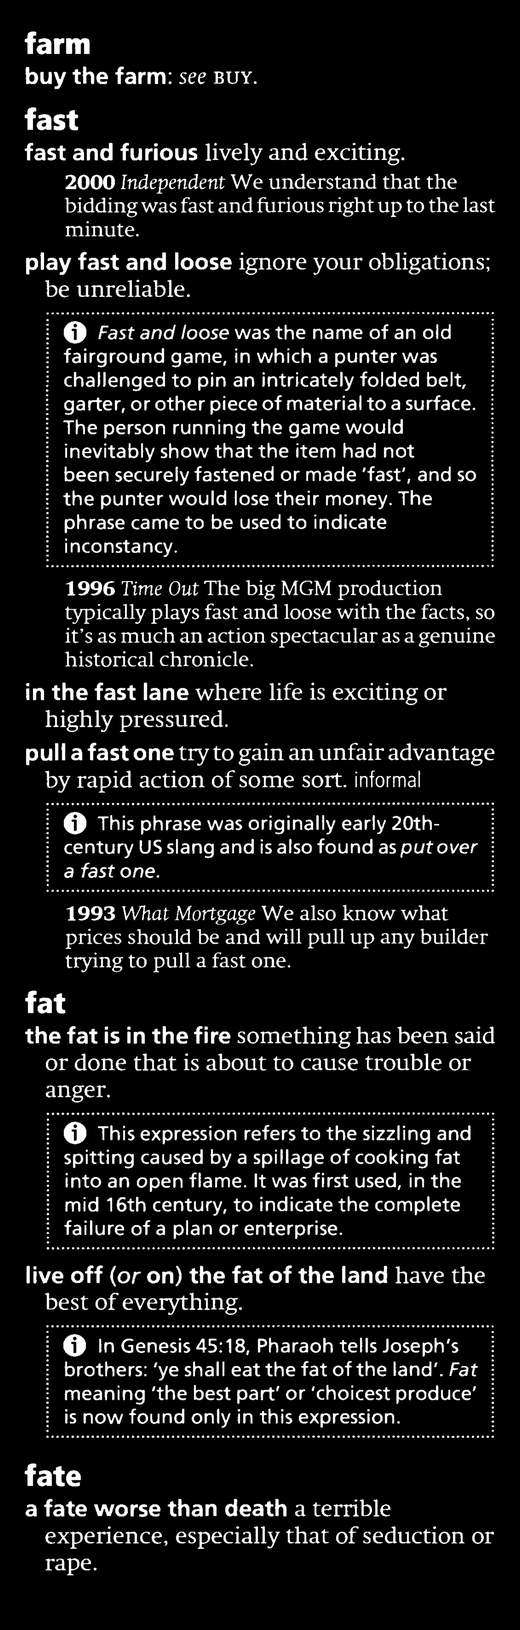 farm
buy the farm: see BUY.
fast
fast and furious lively and exciting.
2000 Independent We understand that the
bidding was fast and furious right up to the last
minute.
play fast and loose ignore your obligations;
be unreliable.
i Fast and loose was the name of an old
fairground game, in which a punter was
challenged to pin an intricately folded belt,
garter, or other piece of material to a surface.
The person running the game would
inevitably show that the item had not
been securely fastened or made 'fast', and so
the punter would lose their money. The
phrase came to be used to indicate
inconstancy.
1996 Time Out The big MGM production
typically plays fast and loose with the facts, so
it's as much an action spectacular as a genuine
historical chronicle.
in the fast lane where life is exciting or
highly pressured.
pull a fast one try to gain an unfair advantage
by rapid action of some sort. informal
i This phrase was originally early 20th-
century US slang and is also found as put over
a fast one.
1993 What Mortgage We also know what
prices should be and will pull up any builder
trying to pull a fast one.
fat
the fat is in the fire something has been said
or done that is about to cause trouble or
anger.
i This expression refers to the sizzling and
spitting caused by a spillage of cooking fat
into an open flame. It was first used, in the
mid 16th century, to indicate the complete
failure of a plan or enterprise.
live off (or on) the fat of the land have the
best of everything.
i In Genesis 45:18, Pharaoh tells Joseph's
brothers: 'ye shall eat the fat of the land'. Fat
meaning 'the best part' or 'choicest produce'
is now found only in this expression.
fate
a fate worse than death a terrible
experience, especially that of seduction or
rape.